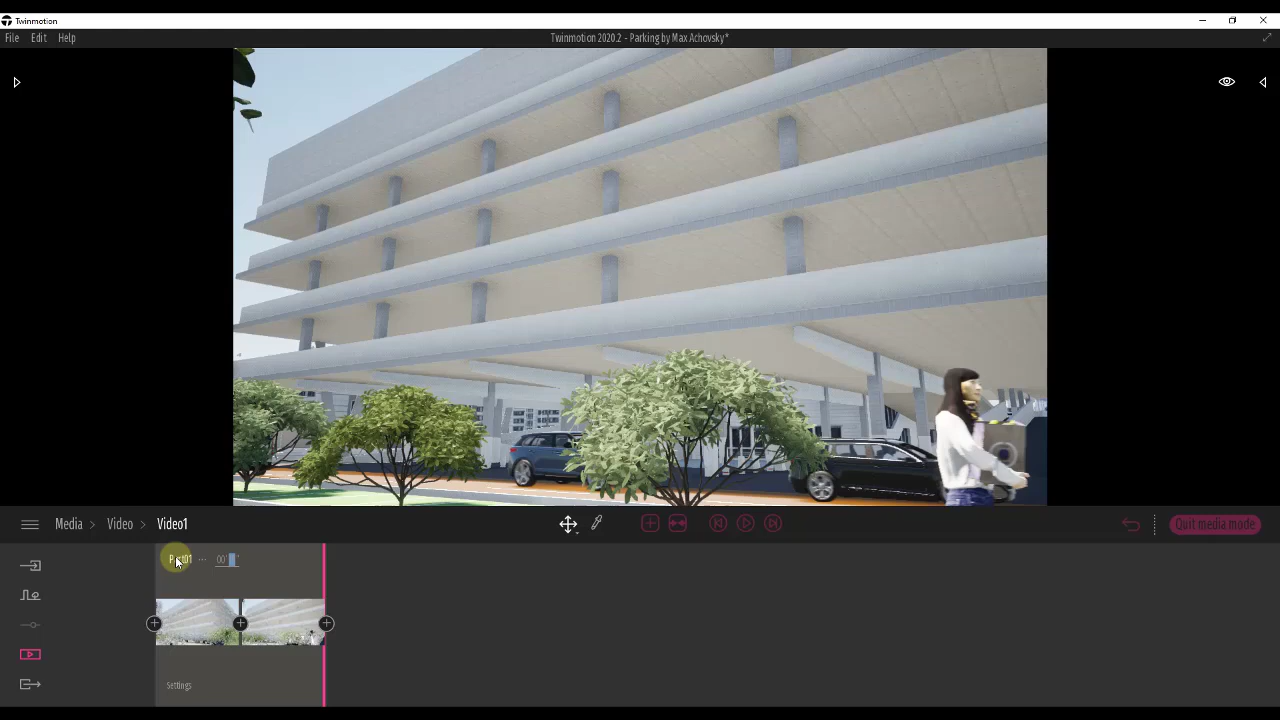 Twinmotion
File Edit Help
Twinmotion 2020.2 - Parking by Max Achovsky*
Media > Video > Video1
Quit media mode
Settings